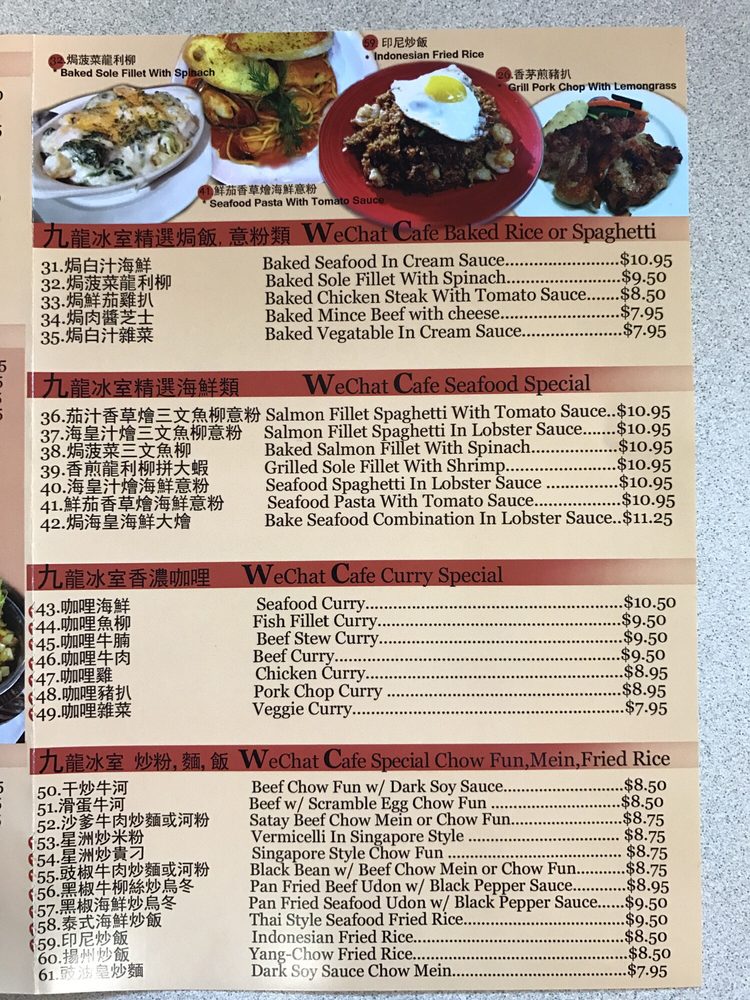 32.焗菠菜龍利柳
• Baked Sole Fillet With Spinach
59. 印尼炒飯
• Indonesian Fried Rice
26.香茅煎豬扒
• Grill Pork Chop With Lemongrass
41.鮮茄香草燴海鮮意粉
• Seafood Pasta With Tomato Sauce
九龍冰室精選焗飯, 意粉類 WeChat Cafe Baked Rice or Spaghetti
31.焗白汁海鮮 Baked Seafood In Cream Sauce.......................$10.95
32.焗菠菜龍利柳 Baked Sole Fillet With Spinach.......................$9.50
33.焗鮮茄雞扒 Baked Chicken Steak With Tomato Sauce.......$8.50
34.焗肉醬芝士 Baked Mince Beef with cheese........................$7.95
35.焗白汁雜菜 Baked Vegatable In Cream Sauce....................$7.95
九龍冰室精選海鮮類 WeChat Cafe Seafood Special
36.茄汁香草燴三文魚柳意粉 Salmon Fillet Spaghetti With Tomato Sauce..$10.95
37.海皇汁燴三文魚柳意粉 Salmon Fillet Spaghetti In Lobster Sauce.......$10.95
38.焗菠菜三文魚柳 Baked Salmon Fillet With Spinach.................$10.95
39.香煎龍利柳拼大蝦 Grilled Sole Fillet With Shrimp......................$10.95
40.海皇汁燴海鮮意粉 Seafood Spaghetti In Lobster Sauce ..............$10.95
41.鮮茄香草燴海鮮意粉 Seafood Pasta With Tomato Sauce.................$10.95
42.焗海皇海鮮大燴 Bake Seafood Combination In Lobster Sauce..$11.25
九龍冰室香濃咖哩 WeChat Cafe Curry Special
43.咖哩海鮮 Seafood Curry....................................................$10.50
44.咖哩魚柳 Fish Fillet Curry.................................................$9.50
45.咖哩牛腩 Beef Stew Curry.................................................$9.50
46.咖哩牛肉 Beef Curry..........................................................$9.50
47.咖哩雞 Chicken Curry....................................................$8.95
48.咖哩豬扒 Pork Chop Curry ................................................$8.95
49.咖哩雜菜 Veggie Curry.......................................................$7.95
九龍冰室 炒粉, 麵, 飯 WeChat Cafe Special Chow Fun,Mein,Fried Rice
50.干炒牛河 Beef Chow Fun w/ Dark Soy Sauce........................$8.50
51.滑蛋牛河 Beef w/ Scramble Egg Chow Fun ..........................$8.50
52.沙爹牛肉炒麵或河粉 Satay Beef Chow Mein or Chow Fun.......................$8.75
53.星洲炒米粉 Vermicelli In Singapore Style ...............................$8.75
54.星洲炒貴刁 Singapore Style Chow Fun ....................................$8.75
55.豉椒牛肉炒麵或河粉 Black Bean w/ Beef Chow Mein or Chow Fun..........$8.75
56.黑椒牛柳絲炒烏冬 Pan Fried Beef Udon w/ Black Pepper Sauce...........$8.95
57.黑椒海鮮炒烏冬 Pan Fried Seafood Udon w/ Black Pepper Sauce......$9.50
58.泰式海鮮炒飯 Thai Style Seafood Fried Rice.................................$9.50
59.印尼炒飯 Indonesian Fried Rice...........................................$8.50
60.揚州炒飯 Yang-Chow Fried Rice............................................$8.50
61.豉油皇炒麵 Dark Soy Sauce Chow Mein...................................$7.95